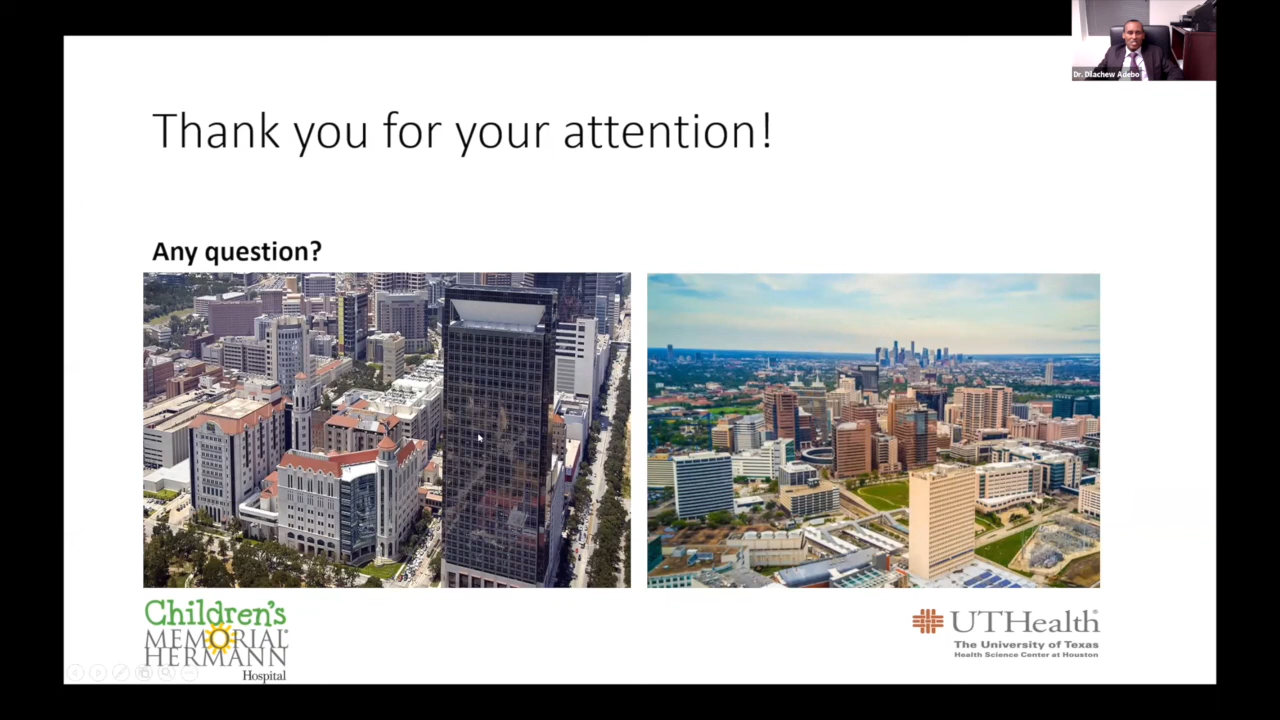 Dr. Dilachew Adebo
Thank you for your attention!
Any question?
Children's
MEMORIAL®
HERMANN
Hospital
UTHealth®
The University of Texas
Health Science Center at Houston